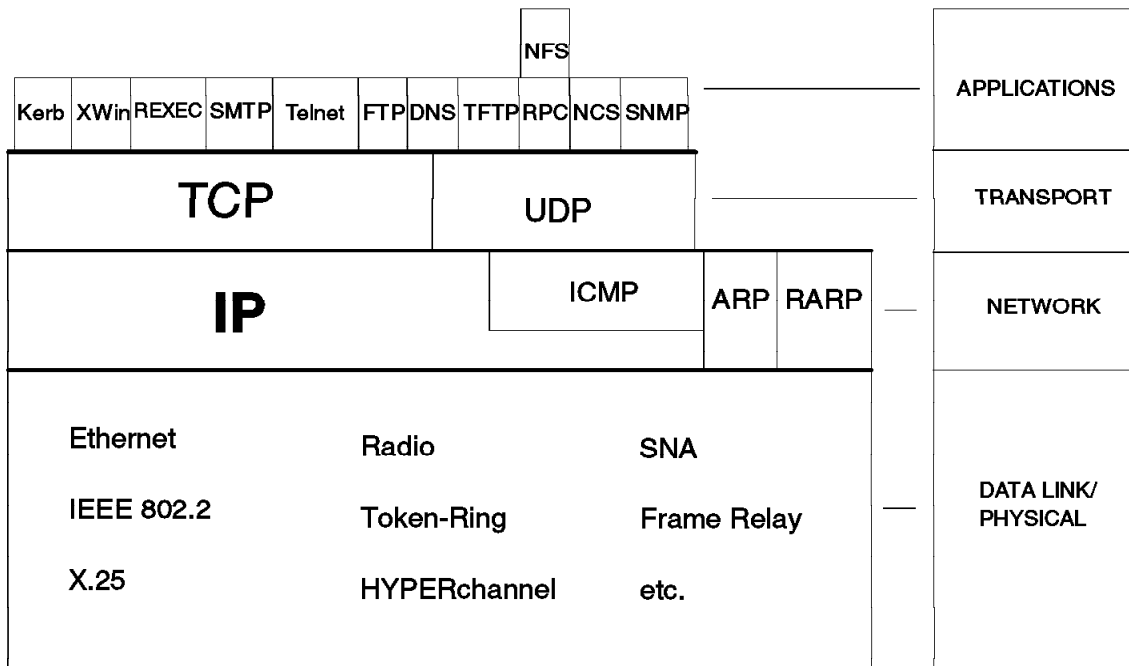 NFS
Kerb XWin REXEC SMTP Telnet FTP DNS TFTP RPC NCS SNMP
APPLICATIONS
TCP UDP
TRANSPORT
IP ICMP ARP RARP
NETWORK
Ethernet Radio SNA
IEEE 802.2 Token-Ring Frame Relay
X.25 HYPERchannel etc.
DATA LINK/
PHYSICAL